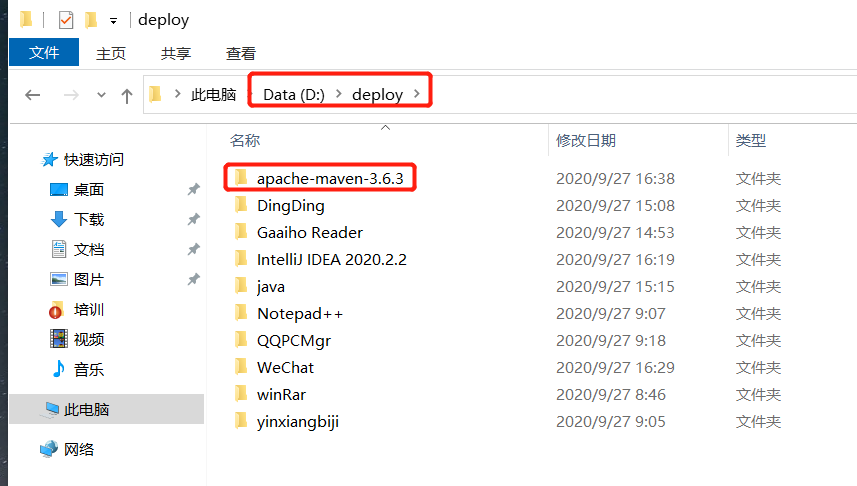 deploy
文件 主页 共享 查看
此电脑 Data (D:) deploy
名称 修改日期 类型
快速访问
桌面
下载
文档
图片
培训
视频
音乐
此电脑
网络
apache-maven-3.6.3 2020/9/27 16:38 文件夹
DingDing 2020/9/27 15:08 文件夹
Gaaiho Reader 2020/9/27 14:53 文件夹
IntelliJ IDEA 2020.2.2 2020/9/27 16:19 文件夹
java 2020/9/27 15:15 文件夹
Notepad++ 2020/9/27 9:07 文件夹
QQPCMgr 2020/9/27 9:18 文件夹
WeChat 2020/9/27 16:29 文件夹
winRar 2020/9/27 8:46 文件夹
yinxiangbiji 2020/9/27 9:05 文件夹